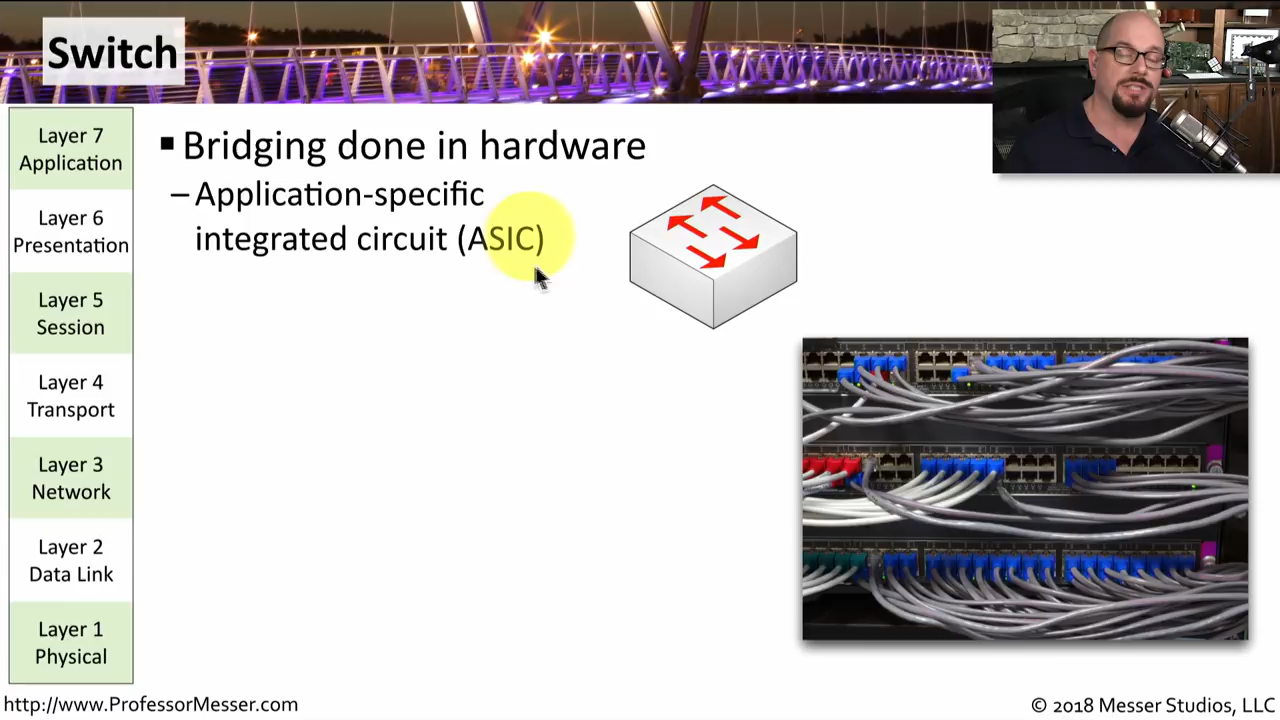 Switch
Layer 7
Application
Layer 6
Presentation
Layer 5
Session
Layer 4
Transport
Layer 3
Network
Layer 2
Data Link
Layer 1
Physical
▪ Bridging done in hardware
– Application-specific
integrated circuit (ASIC)
http://www.ProfessorMesser.com
© 2018 Messer Studios, LLC